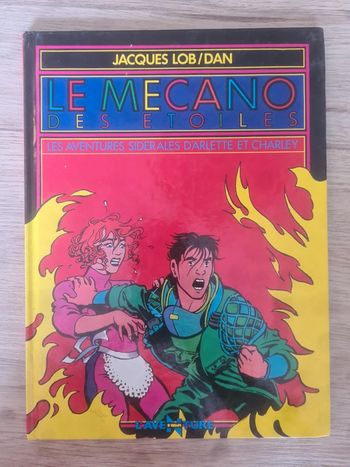 JACQUES LOB/DAN
LE MECANO
DES ETOILES
LES AVENTURES SIDERALES D'ARLETTE ET CHARLEY
L'AVENTURE